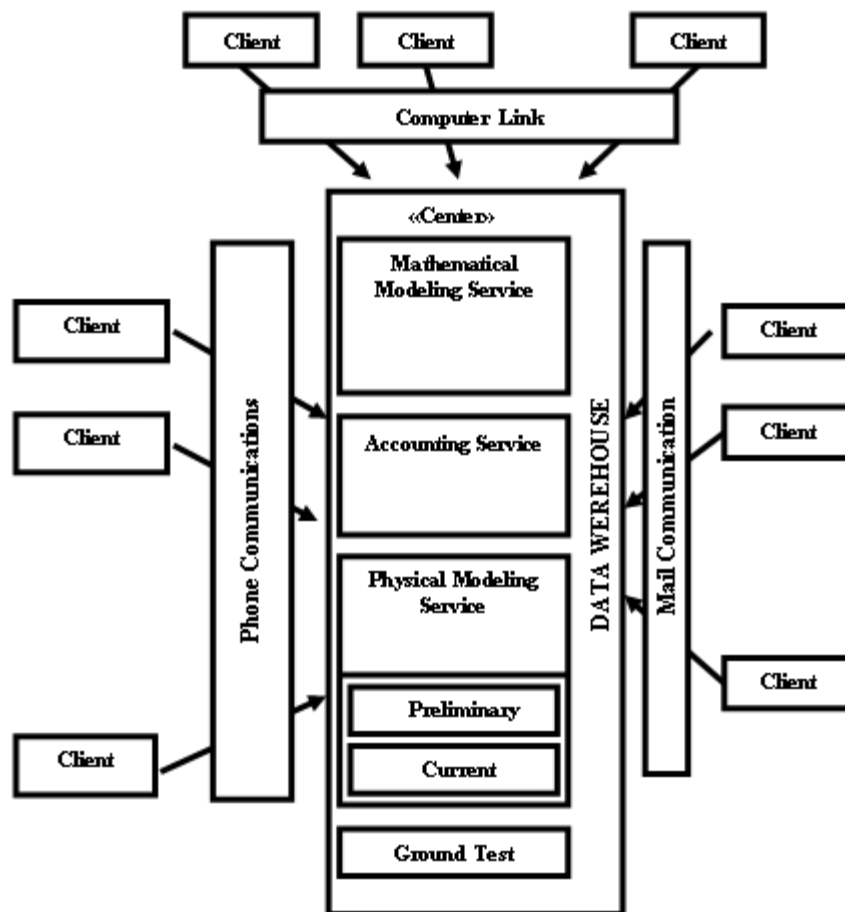 Client
Client
Client
Computer Link
«Center»
Mathematical
Modeling Service
Accounting Service
Physical Modeling
Service
Preliminary
Current
Ground Test
DATA WEREHOUSE
Phone Communications
Client
Client
Client
Mail Communication
Client
Client
Client